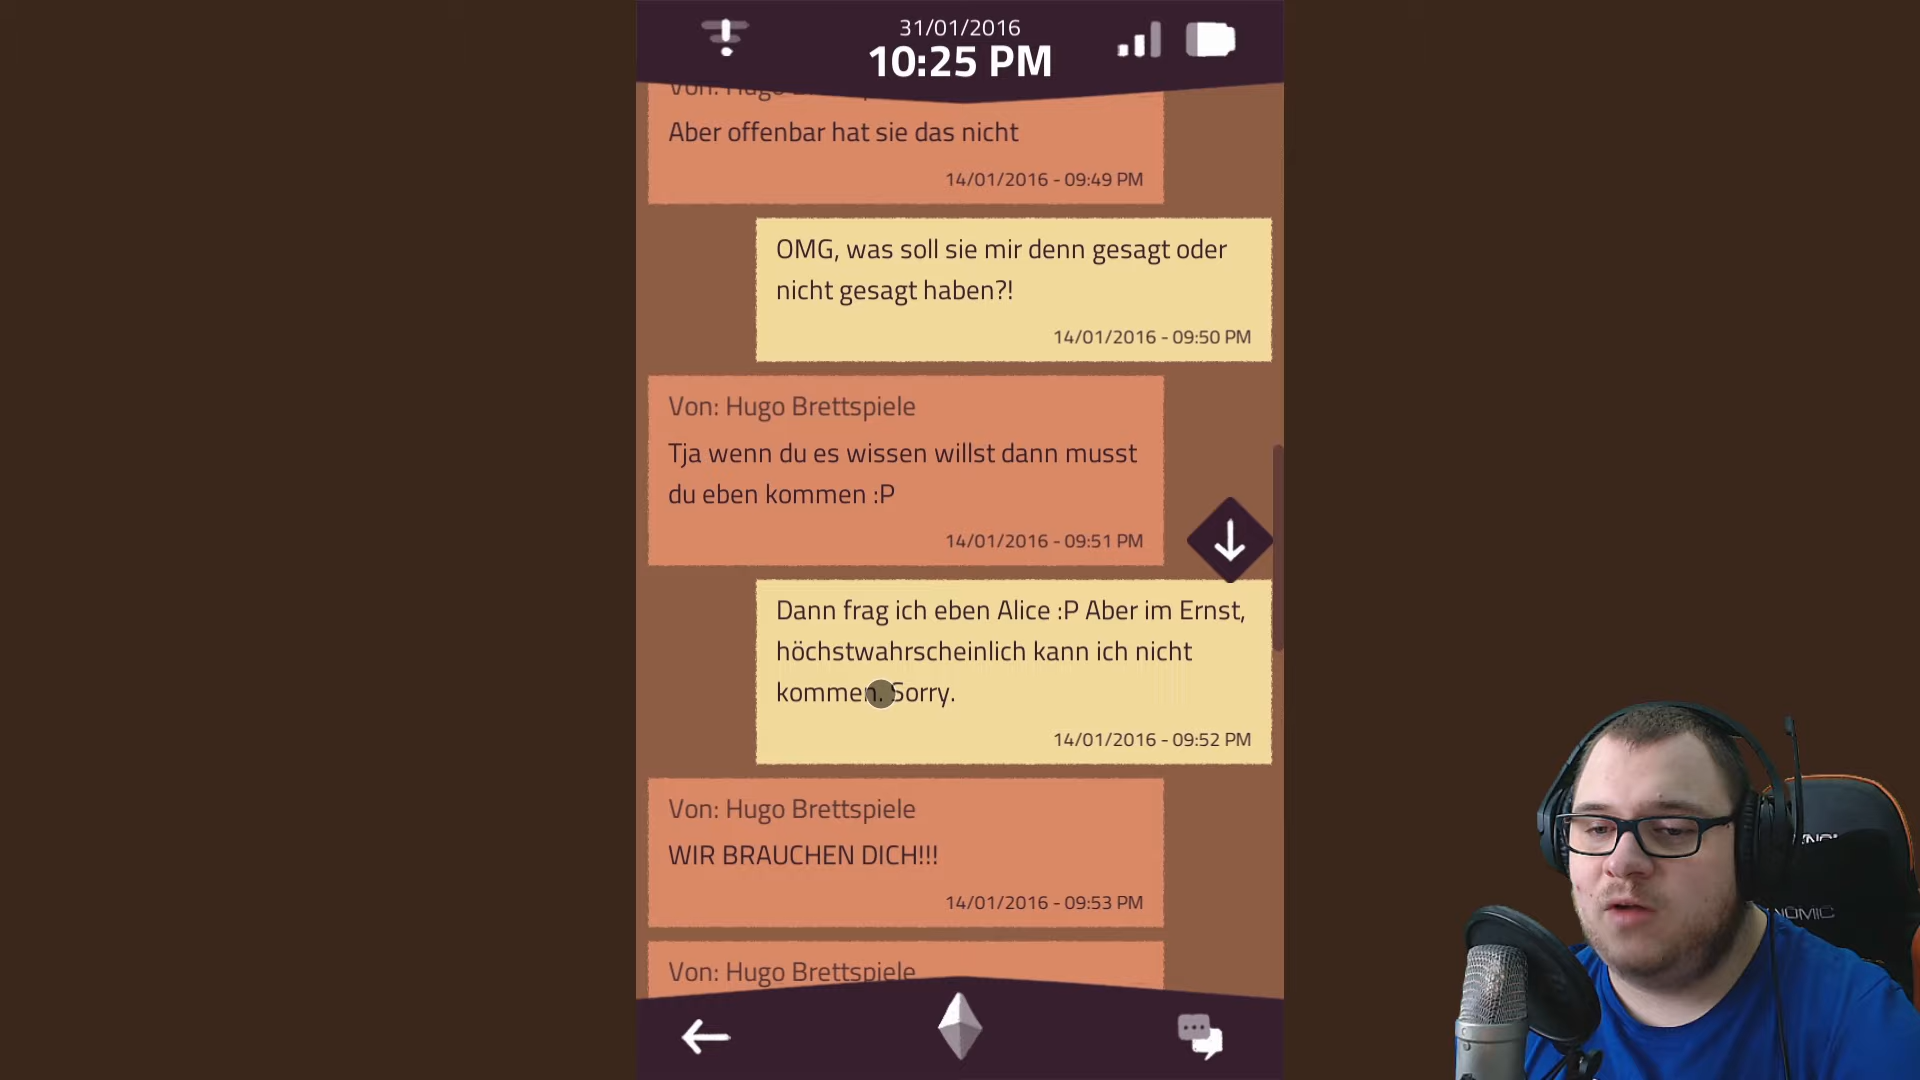 31/01/2016
10:25 PM
Von: Hugo
Aber offenbar hat sie das nicht
14/01/2016 - 09:49 PM
OMG, was soll sie mir denn gesagt oder
nicht gesagt haben?!
14/01/2016 - 09:50 PM
Von: Hugo Brettspiele
Tja wenn du es wissen willst dann musst
du eben kommen :P
14/01/2016 - 09:51 PM
Dann frag ich eben Alice :P Aber im Ernst,
höchstwahrscheinlich kann ich nicht
kommen. Sorry.
14/01/2016 - 09:52 PM
Von: Hugo Brettspiele
WIR BRAUCHEN DICH!!!
14/01/2016 - 09:53 PM
Von: Hugo Brettspiele